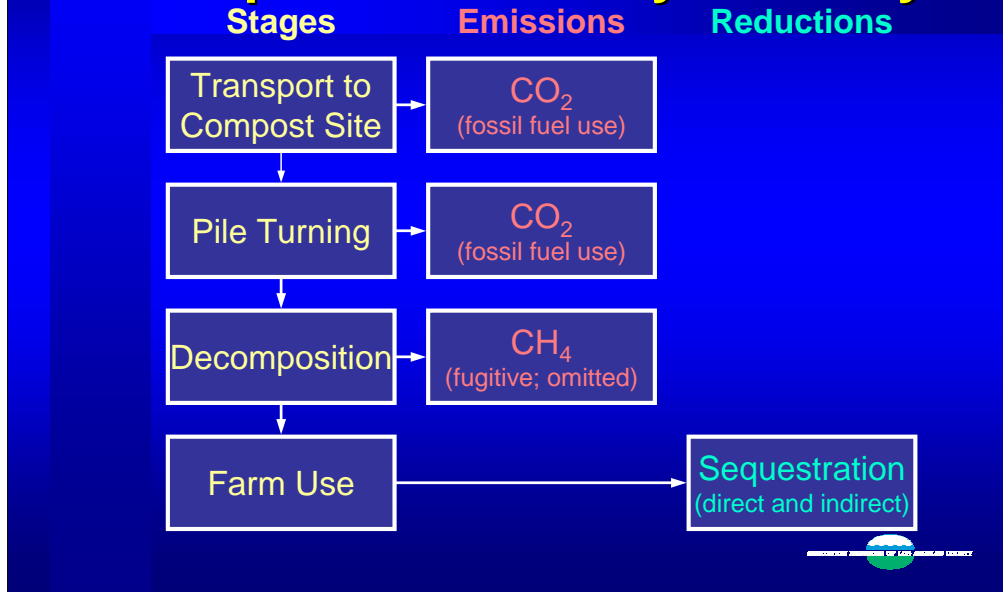 Stages Emissions Reductions
Transport to
Compost Site
CO₂
(fossil fuel use)
Pile Turning
CO₂
(fossil fuel use)
Decomposition
CH₄
(fugitive; omitted)
Farm Use
Sequestration
(direct and indirect)